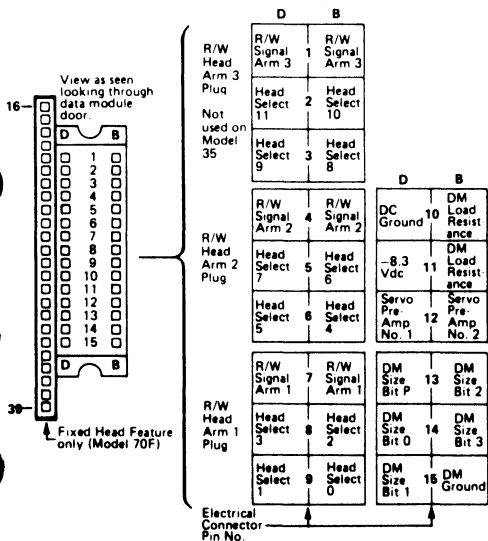 View as seen
looking through
data module
door.
16
D B
1
2
3
4
5
6
7
8
9
10
11
12
13
14
15
D B
39
Fixed Head Feature
only (Model 70F)
R/W
Head
Arm 3
Plug
Not
used on
Model
35
R/W
Head
Arm 2
Plug
R/W
Head
Arm 1
Plug
D B
R/W
Signal
Arm 3
1
R/W
Signal
Arm 3
Head
Select
11
2
Head
Select
10
Head
Select
9
3
Head
Select
8
R/W
Signal
Arm 2
4
R/W
Signal
Arm 2
Head
Select
7
5
Head
Select
6
Head
Select
5
6
Head
Select
4
R/W
Signal
Arm 1
7
R/W
Signal
Arm 1
Head
Select
3
8
Head
Select
2
Head
Select
1
9
Head
Select
0
D B
DC
Ground
10
DM
Load
Resist
ance
-8.3
Vdc
11
DM
Load
Resist-
ance
Servo
Pre-
Amp
No. 1
12
Servo
Pre-
Amp
No. 2
DM
Size
Bit P
13
DM
Size
Bit 2
DM
Size
Bit 0
14
DM
Size
Bit 3
DM
Size
Bit 1
15
DM
Ground
Electrical
Connector
Pin No.